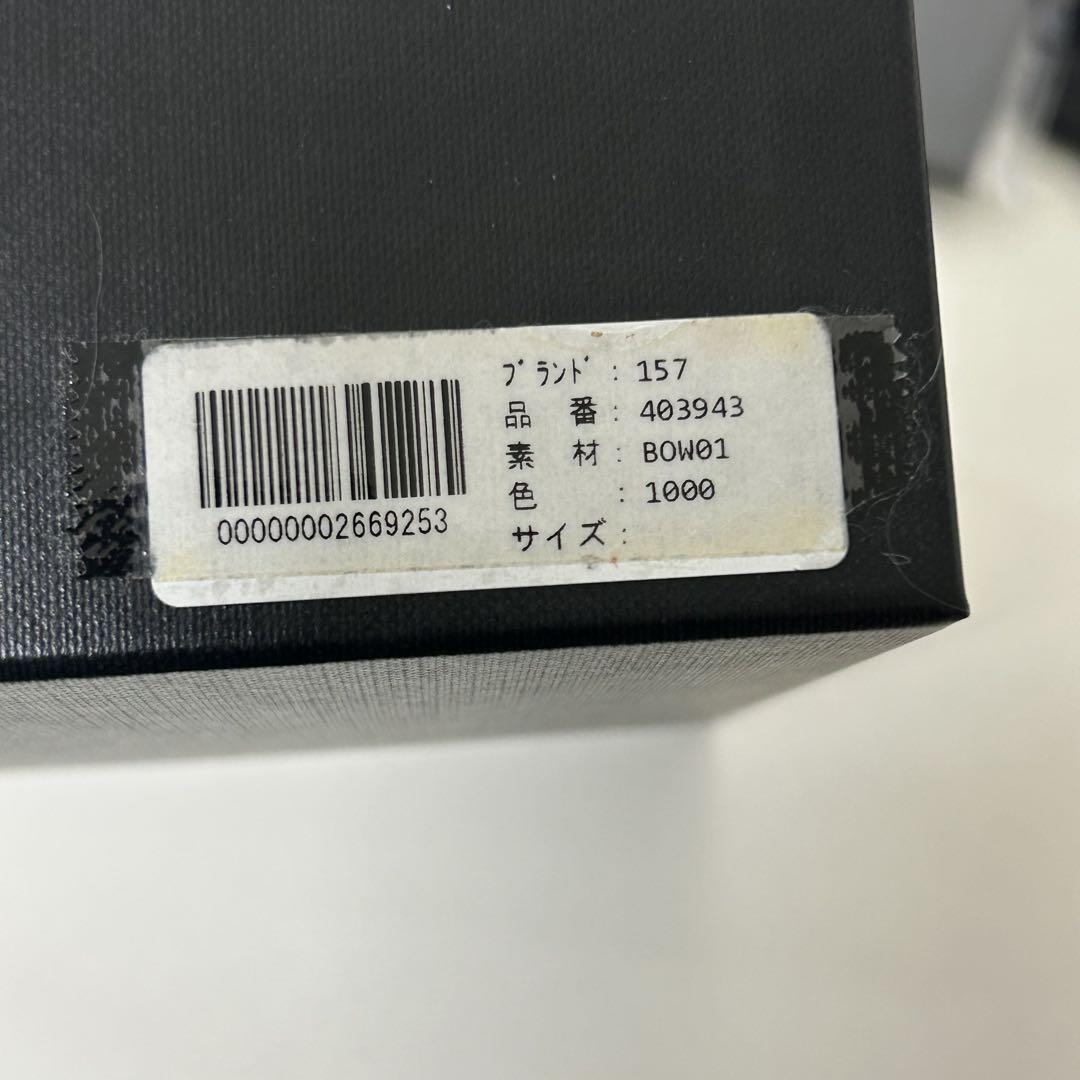 00000002669253
ﾌﾞﾗﾝﾄﾞ : 157
品　番 : 403943
素　材 : BOW01
色　　 : 1000
サイズ :